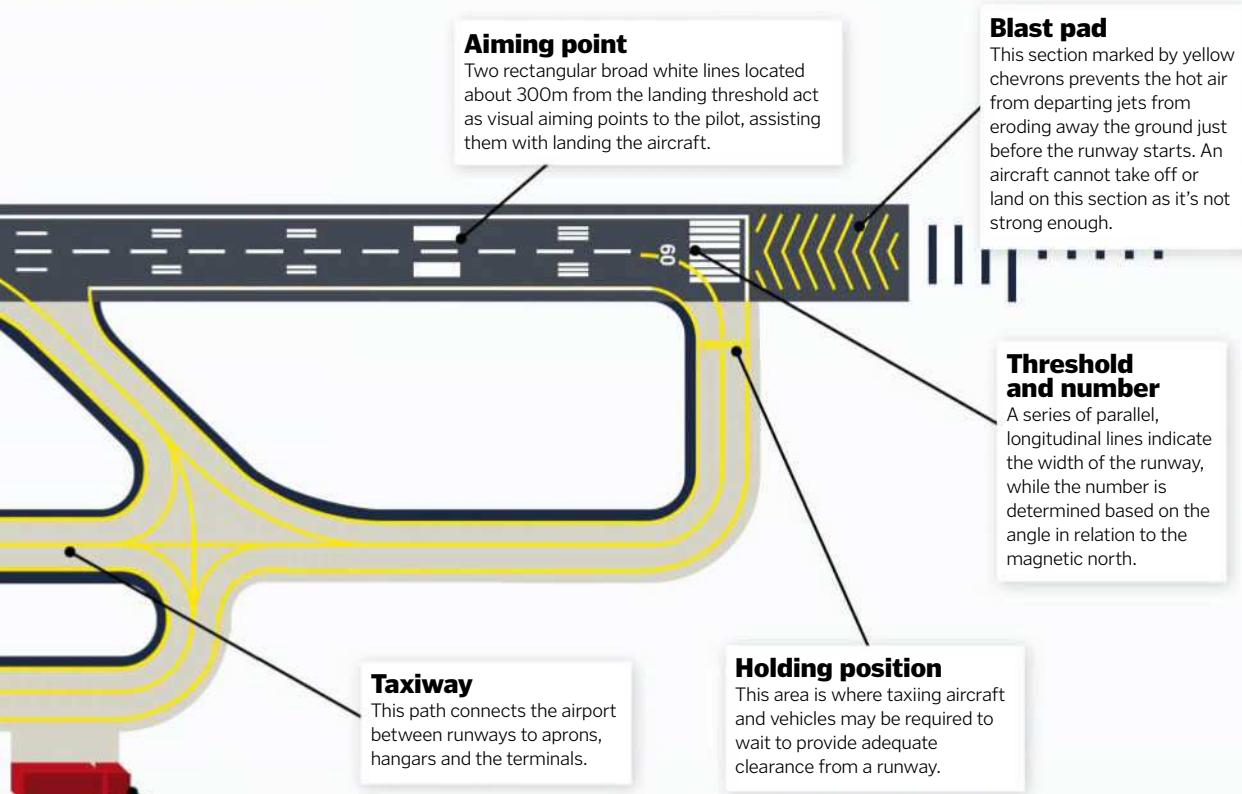 Aiming point
Two rectangular broad white lines located
about 300m from the landing threshold act
as visual aiming points to the pilot, assisting
them with landing the aircraft.
Blast pad
This section marked by yellow
chevrons prevents the hot air
from departing jets from
eroding away the ground just
before the runway starts. An
aircraft cannot take off or
land on this section as it's not
strong enough.
09
Threshold
and number
A series of parallel,
longitudinal lines indicate
the width of the runway,
while the number is
determined based on the
angle in relation to the
magnetic north.
Taxiway
This path connects the airport
between runways to aprons,
hangars and the terminals.
Holding position
This area is where taxiing aircraft
and vehicles may be required to
wait to provide adequate
clearance from a runway.